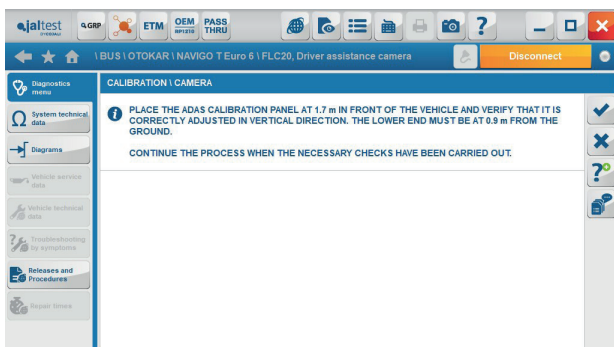 jaltest
GRP
ETM
OEM
RP1210
PASS
THRU
?
X
\ BUS \ OTOKAR \ NAVIGO T Euro 6 \ FLC20, Driver assistance camera
Disconnect
Diagnostics
menu
System technical
data
Diagrams
Vehicle service
data
Vehicle technical
data
Troubleshooting
by symptoms
Releases and
Procedures
Repair times
CALIBRATION \ CAMERA
PLACE THE ADAS CALIBRATION PANEL AT 1.7 m IN FRONT OF THE VEHICLE AND VERIFY THAT IT IS
CORRECTLY ADJUSTED IN VERTICAL DIRECTION. THE LOWER END MUST BE AT 0.9 m FROM THE
GROUND.
CONTINUE THE PROCESS WHEN THE NECESSARY CHECKS HAVE BEEN CARRIED OUT.